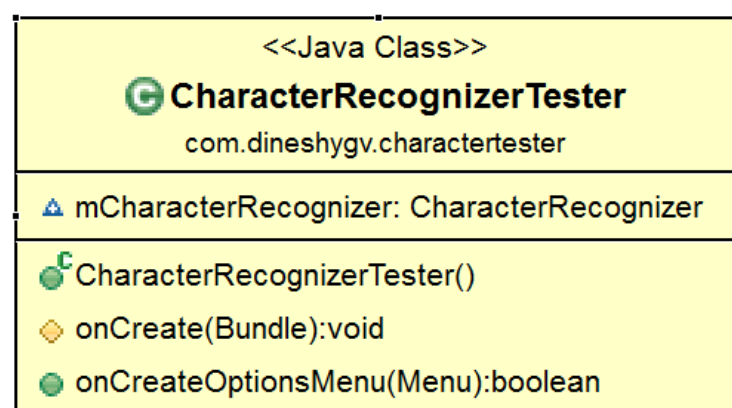 <<Java Class>>
CharacterRecognizerTester
com.dineshygv.charactertester
mCharacterRecognizer: CharacterRecognizer
CharacterRecognizerTester()
onCreate(Bundle):void
onCreateOptionsMenu(Menu):boolean